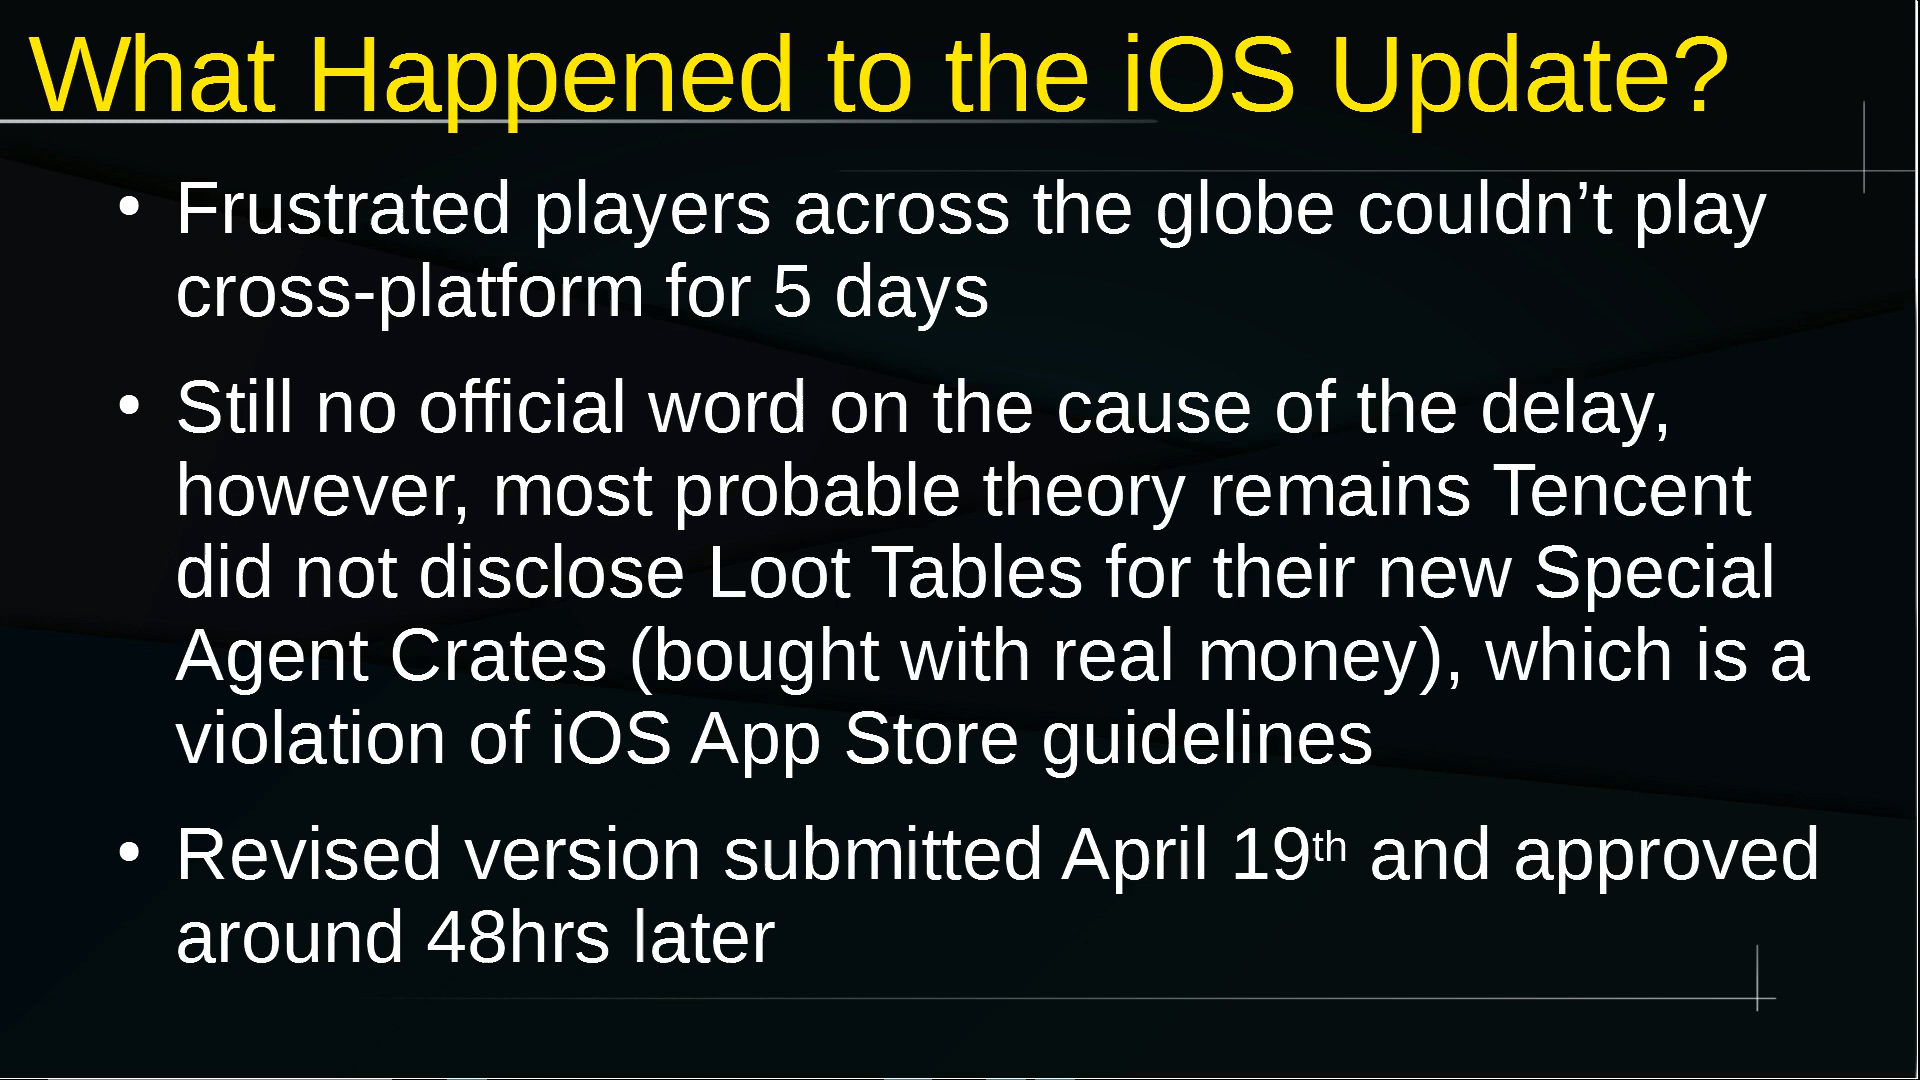 What Happened to the iOS Update?
• Frustrated players across the globe couldn’t play
cross-platform for 5 days
• Still no official word on the cause of the delay,
however, most probable theory remains Tencent
did not disclose Loot Tables for their new Special
Agent Crates (bought with real money), which is a
violation of iOS App Store guidelines
• Revised version submitted April 19th and approved
around 48hrs later